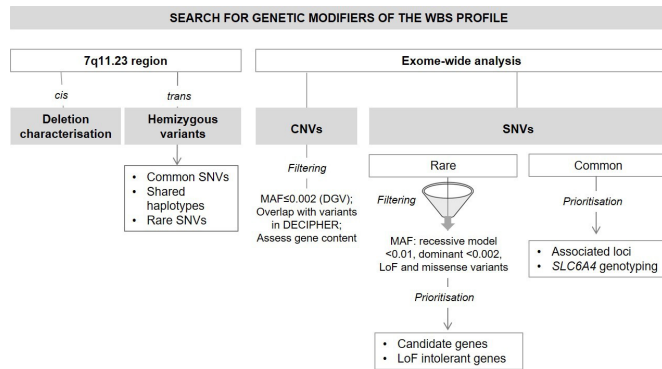 SEARCH FOR GENETIC MODIFIERS OF THE WBS PROFILE
7q11.23 region
Exome-wide analysis
cis
trans
Deletion
characterisation
Hemizygous
variants
CNVs
SNVs
• Common SNVs
• Shared
haplotypes
• Rare SNVs
Filtering
MAF≤0.002 (DGV);
Overlap with variants
in DECIPHER;
Assess gene content
Rare
Common
Filtering
Prioritisation
MAF: recessive model
<0.01, dominant <0.002,
LoF and missense variants
• Associated loci
• SLC6A4 genotyping
Prioritisation
• Candidate genes
• LoF intolerant genes